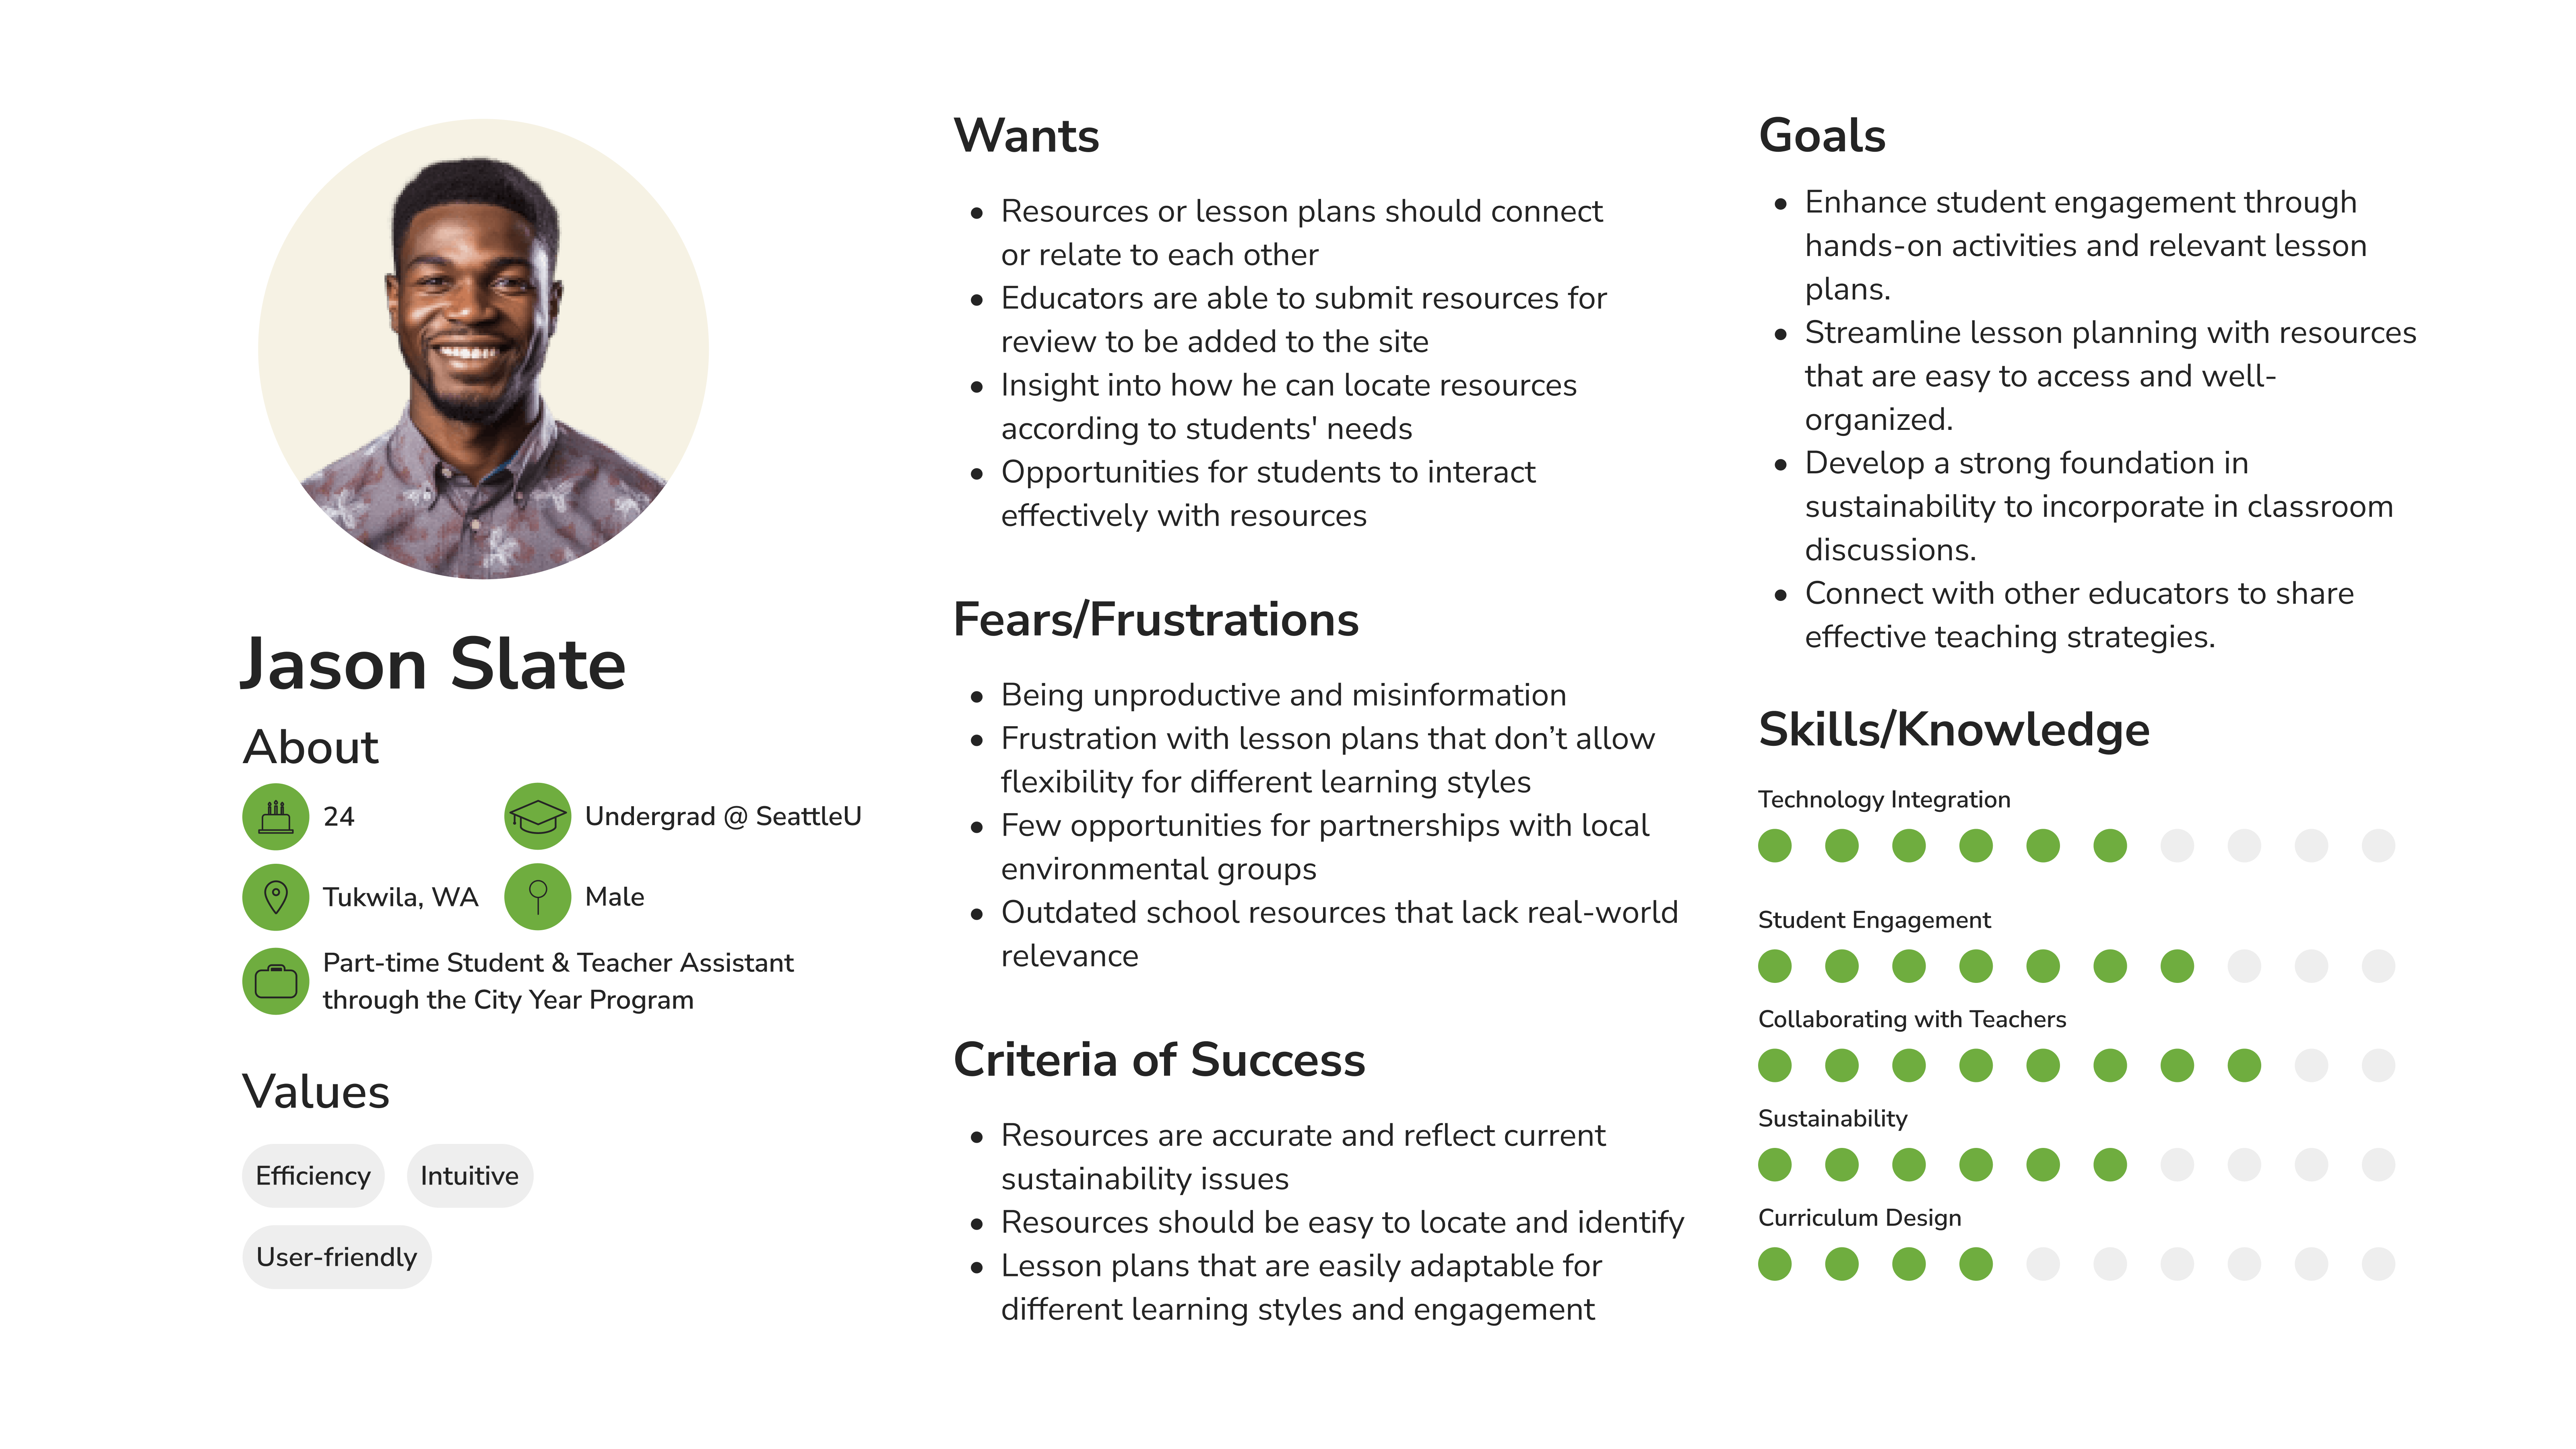 Jason Slate
About
24
Undergrad @ SeattleU
Tukwila, WA
Male
Part-time Student & Teacher Assistant
through the City Year Program
Values
Efficiency
Intuitive
User-friendly
Wants
Resources or lesson plans should connect
or relate to each other
Educators are able to submit resources for
review to be added to the site
Insight into how he can locate resources
according to students' needs
Opportunities for students to interact
effectively with resources
Fears/Frustrations
Being unproductive and misinformation
Frustration with lesson plans that don’t allow
flexibility for different learning styles
Few opportunities for partnerships with local
environmental groups
Outdated school resources that lack real-world
relevance
Criteria of Success
Resources are accurate and reflect current
sustainability issues
Resources should be easy to locate and identify
Lesson plans that are easily adaptable for
different learning styles and engagement
Goals
Enhance student engagement through
hands-on activities and relevant lesson
plans.
Streamline lesson planning with resources
that are easy to access and well-
organized.
Develop a strong foundation in
sustainability to incorporate in classroom
discussions.
Connect with other educators to share
effective teaching strategies.
Skills/Knowledge
Technology Integration
Student Engagement
Collaborating with Teachers
Sustainability
Curriculum Design